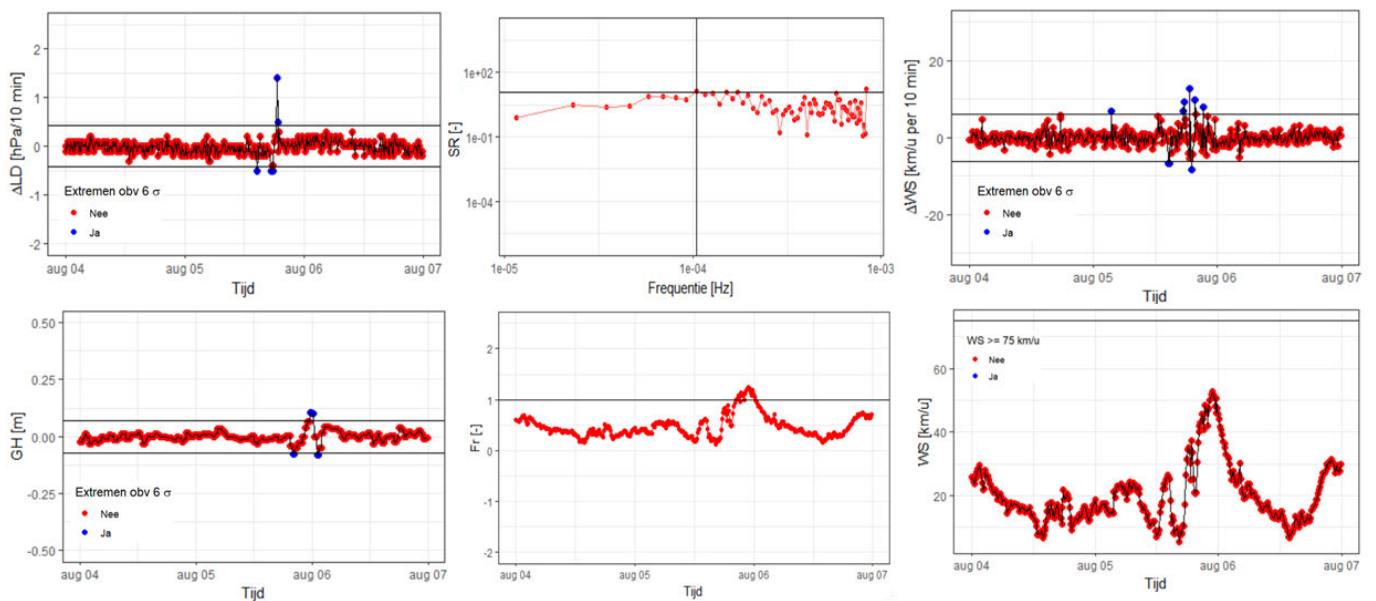 ΔLD [hPa/10 min]
2
1
0
-1
-2
Extremen obv 6 σ
Nee
Ja
aug 04
aug 05
aug 06
aug 07
Tijd
SR [-]
1e+02
1e-01
1e-04
1e-05
1e-04
1e-03
Frequentie [Hz]
ΔWS [km/u per 10 min]
20
0
-20
Extremen obv 6 σ
Nee
Ja
aug 04
aug 05
aug 06
aug 07
Tijd
GH [m]
0.50
0.25
0.00
-0.25
-0.50
Extremen obv 6 σ
Nee
Ja
aug 04
aug 05
aug 06
aug 07
Tijd
Fr [-]
2
1
0
-1
-2
aug 04
aug 05
aug 06
aug 07
Tijd
WS [km/u]
60
40
20
WS >= 75 km/u
Nee
Ja
aug 04
aug 05
aug 06
aug 07
Tijd